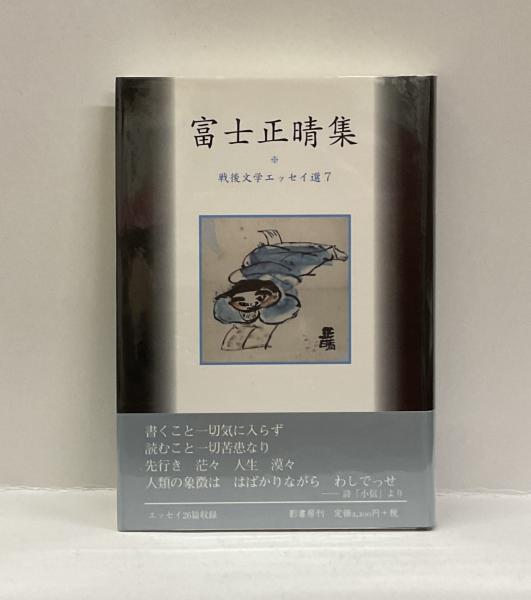 富士正晴集
※
戦後文学エッセイ選7
正晴
書くこと一切気に入らず
読むこと一切苦患なり
先行き 茫々 人生 漠々
人類の象徴は はばかりながら わしでっせ
——詩「小信」より
エッセイ26篇収録
影書房刊 定価2,200円+税